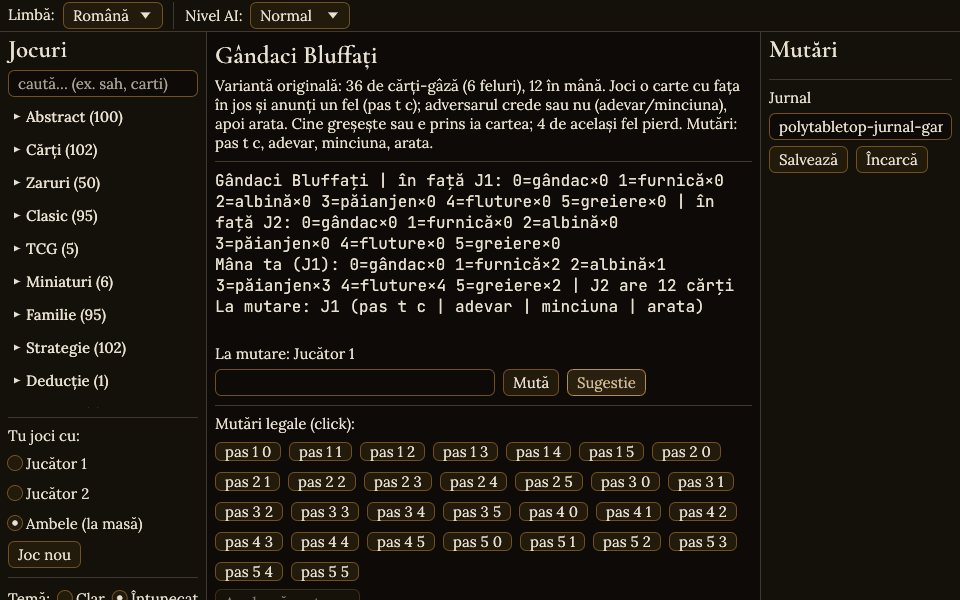 Limbă: Română Nivel AI: Normal
Jocuri
caută... (ex. sah, carti)
Abstract (100)
Cărți (102)
Zaruri (50)
Clasic (95)
TCG (5)
Miniaturi (6)
Familie (95)
Strategie (102)
Deducție (1)
Tu joci cu:
Jucător 1
Jucător 2
Ambele (la masă)
Joc nou
Temă: Clar Întunecat
Gândaci Bluffați
Variantă originală: 36 de cărți-gâză (6 feluri), 12 în mână. Joci o carte cu fața
în jos și anunți un fel (pas t c); adversarul crede sau nu (adevar/minciuna),
apoi arata. Cine greșește sau e prins ia cartea; 4 de același fel pierd. Mutări:
pas t c, adevar, minciuna, arata.
Gândaci Bluffați | în față J1: 0=gândac×0 1=furnică×0
2=albină×0 3=păianjen×0 4=fluture×0 5=greiere×0 | în
față J2: 0=gândac×0 1=furnică×0 2=albină×0
3=păianjen×0 4=fluture×0 5=greiere×0
Mâna ta (J1): 0=gândac×0 1=furnică×2 2=albină×1
3=păianjen×3 4=fluture×4 5=greiere×2 | J2 are 12 cărți
La mutare: J1 (pas t c | adevar | minciuna | arata)
La mutare: Jucător 1
Mută Sugestie
Mutări legale (click):
pas 1 0 pas 1 1 pas 1 2 pas 1 3 pas 1 4 pas 1 5 pas 2 0
pas 2 1 pas 2 2 pas 2 3 pas 2 4 pas 2 5 pas 3 0 pas 3 1
pas 3 2 pas 3 3 pas 3 4 pas 3 5 pas 4 0 pas 4 1 pas 4 2
pas 4 3 pas 4 4 pas 4 5 pas 5 0 pas 5 1 pas 5 2 pas 5 3
pas 5 4 pas 5 5
Mutări
Jurnal
polytabletop-jurnal-gar
Salvează Încarcă